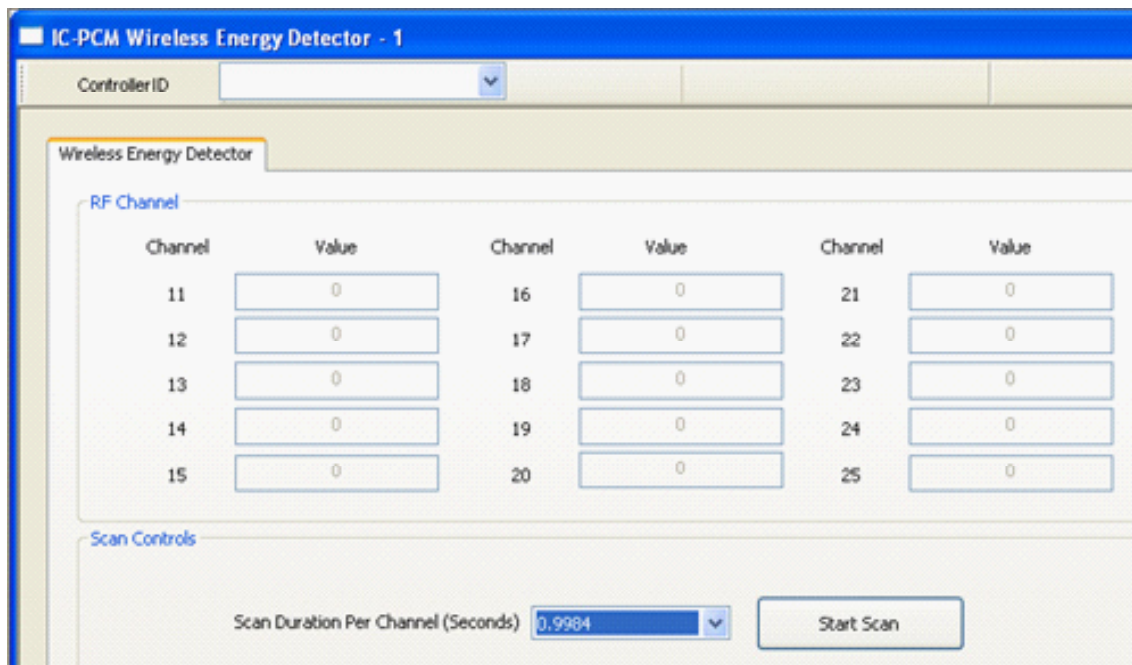 IC-PCM Wireless Energy Detector - 1
ControllerID
Wireless Energy Detector
RF Channel
Channel Value Channel Value Channel Value
11 0 16 0 21 0
12 0 17 0 22 0
13 0 18 0 23 0
14 0 19 0 24 0
15 0 20 0 25 0
Scan Controls
Scan Duration Per Channel (Seconds) 0.9984 Start Scan